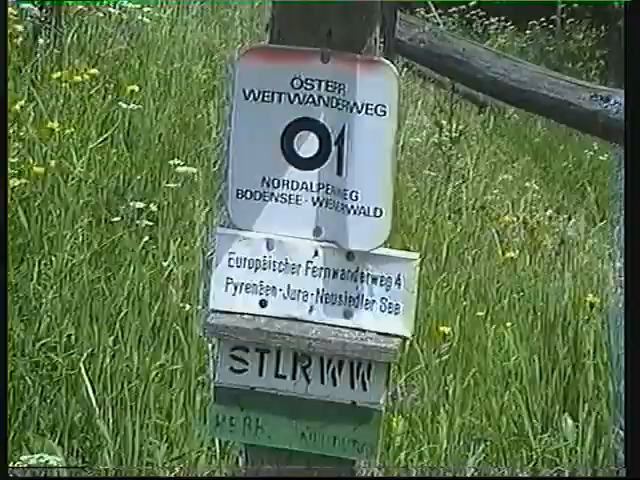 ÖSTERR
WEITWANDERWEG
01
NORDALPENWEG
BODENSEE - WIENERWALD
Europäischer Fernwanderweg 4
Pyrenäen-Jura-Neusiedler See
STLRWW